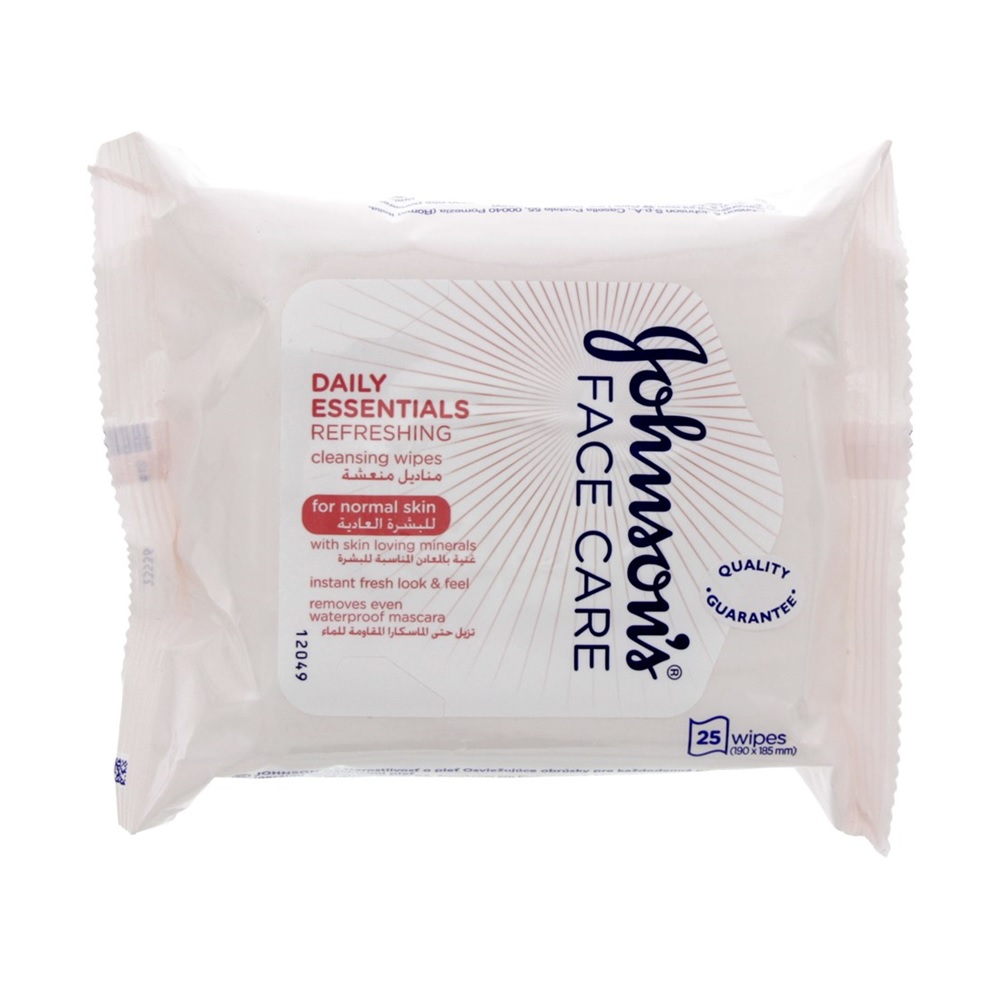 DAILY
ESSENTIALS
REFRESHING
cleansing wipes
مناديل منعشة
for normal skin
للبشرة العادية
with skin loving minerals
غنية بالمعادن المناسبة للبشرة
instant fresh look & feel
removes even
waterproof mascara
تزيل حتى الماسكارا المقاومة للماء
12049
Johnson's®
FACE CARE
QUALITY
GUARANTEE
25 wipes
(190 x 185 mm)